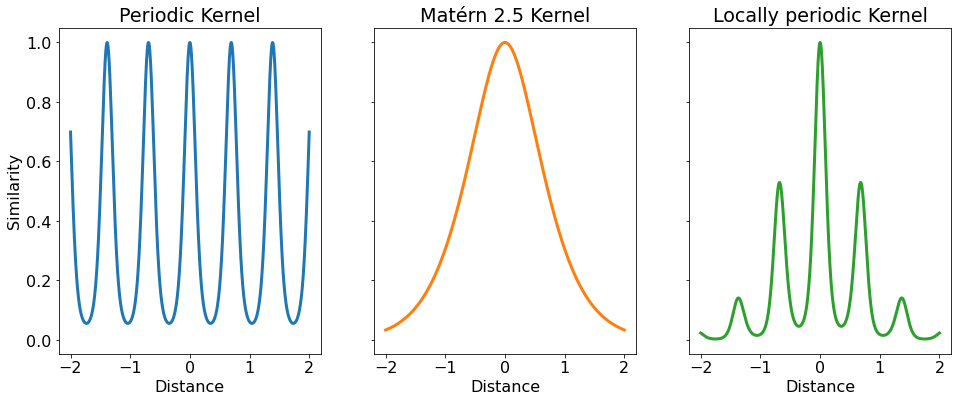 Periodic Kernel
Matérn 2.5 Kernel
Locally periodic Kernel
Similarity
1.0
0.8
0.6
0.4
0.2
0.0
−2 −1 0 1 2
−2 −1 0 1 2
−2 −1 0 1 2
Distance
Distance
Distance